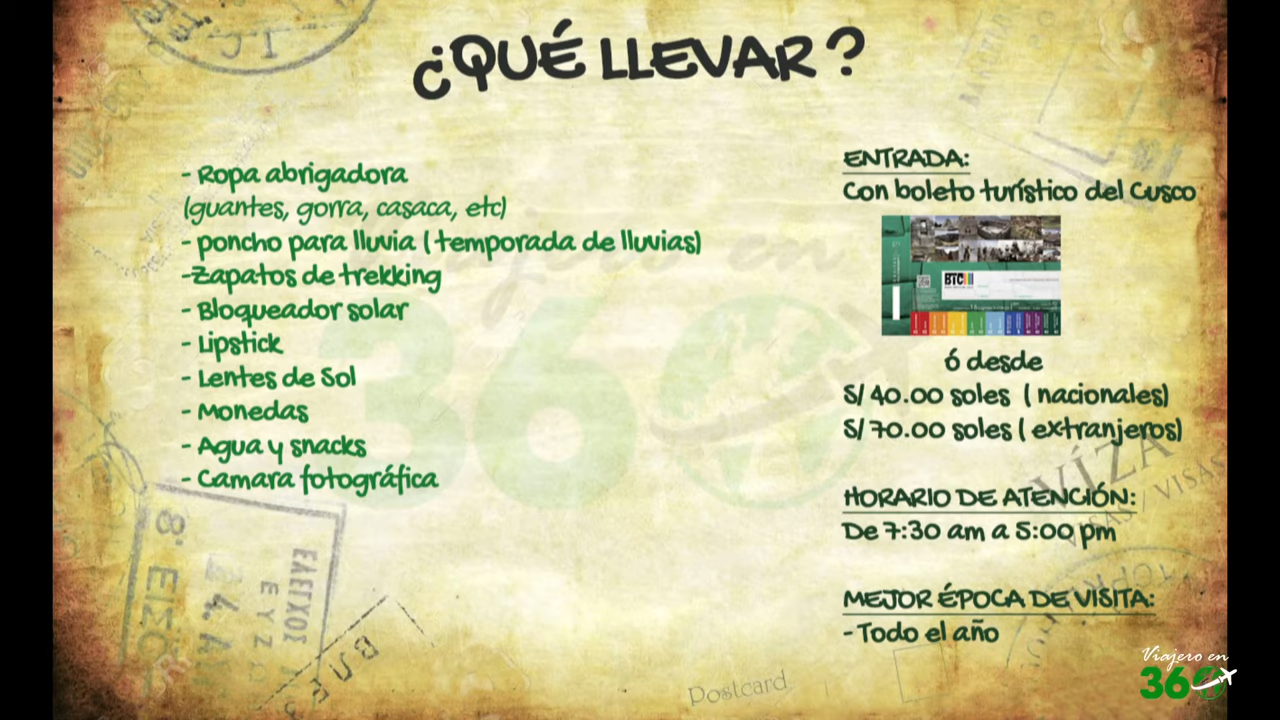 ¿QUÉ LLEVAR?
- Ropa abrigadora
(guantes, gorra, casaca, etc)
- poncho para lluvia (temporada de lluvias)
-Zapatos de trekking
- Bloqueador solar
- Lipstick
- Lentes de Sol
- Monedas
- Agua y snacks
- Camara fotográfica
ENTRADA:
Con boleto turístico del Cusco
BTC
ó desde
S/ 40.00 soles ( nacionales)
S/ 70.00 soles ( extranjeros)
HORARIO DE ATENCIÓN:
De 7:30 am a 5:00 pm
MEJOR ÉPOCA DE VISITA:
- Todo el año
Viajero en
360
Postcard
VÍZA